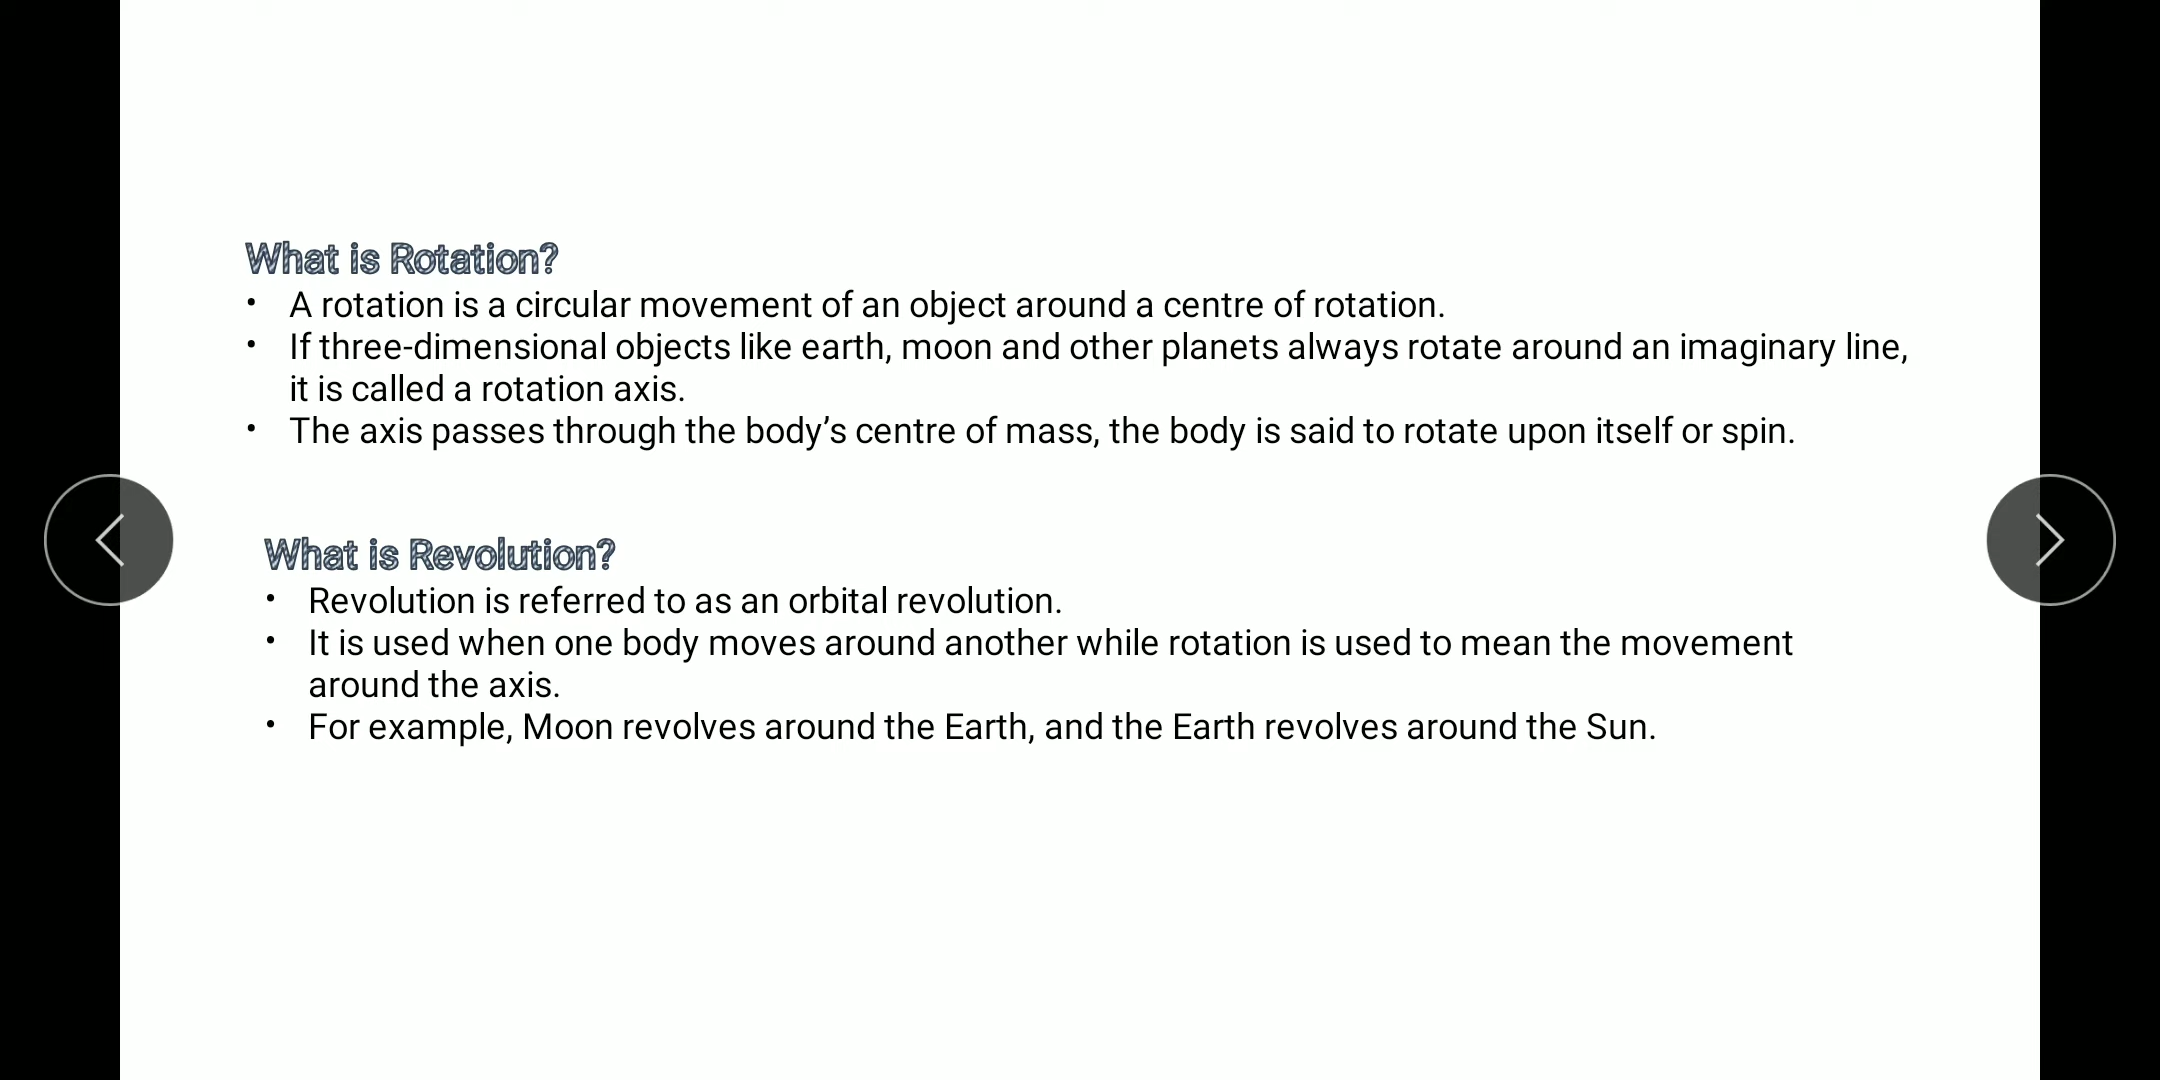 What is Rotation?
• A rotation is a circular movement of an object around a centre of rotation.
• If three-dimensional objects like earth, moon and other planets always rotate around an imaginary line,
it is called a rotation axis.
• The axis passes through the body’s centre of mass, the body is said to rotate upon itself or spin.
What is Revolution?
• Revolution is referred to as an orbital revolution.
• It is used when one body moves around another while rotation is used to mean the movement
around the axis.
• For example, Moon revolves around the Earth, and the Earth revolves around the Sun.